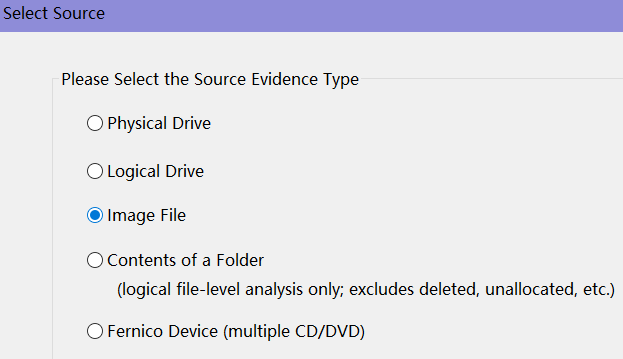 Select Source
Please Select the Source Evidence Type
Physical Drive
Logical Drive
Image File
Contents of a Folder
(logical file-level analysis only; excludes deleted, unallocated, etc.)
Fernico Device (multiple CD/DVD)